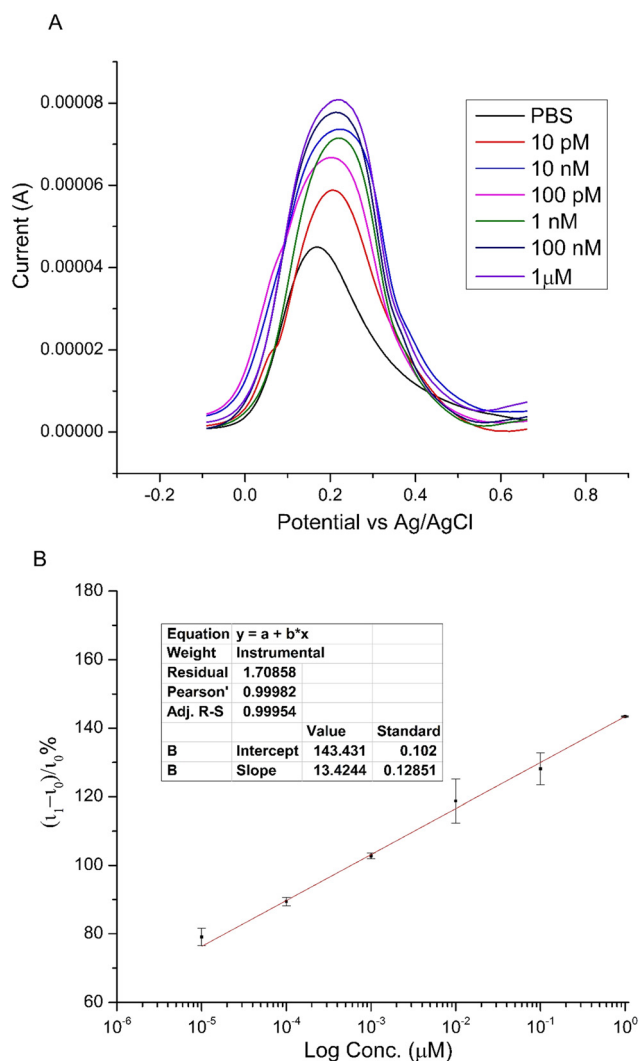 A
0.00008
0.00006
0.00004
0.00002
0.00000
Current (A)
-0.2 0.0 0.2 0.4 0.6 0.8
Potential vs Ag/AgCl
PBS
10 pM
10 nM
100 pM
1 nM
100 nM
1μM
B
180
160
140
120
100
80
60
(ι₁−ι₀)/ι₀%
Equation y = a + b*x
Weight Instrumental
Residual 1.70858
Pearson' 0.99982
Adj. R-S 0.99954
Value Standard
B Intercept 143.431 0.102
B Slope 13.4244 0.12851
10⁻⁶ 10⁻⁵ 10⁻⁴ 10⁻³ 10⁻² 10⁻¹ 10⁰
Log Conc. (μM)